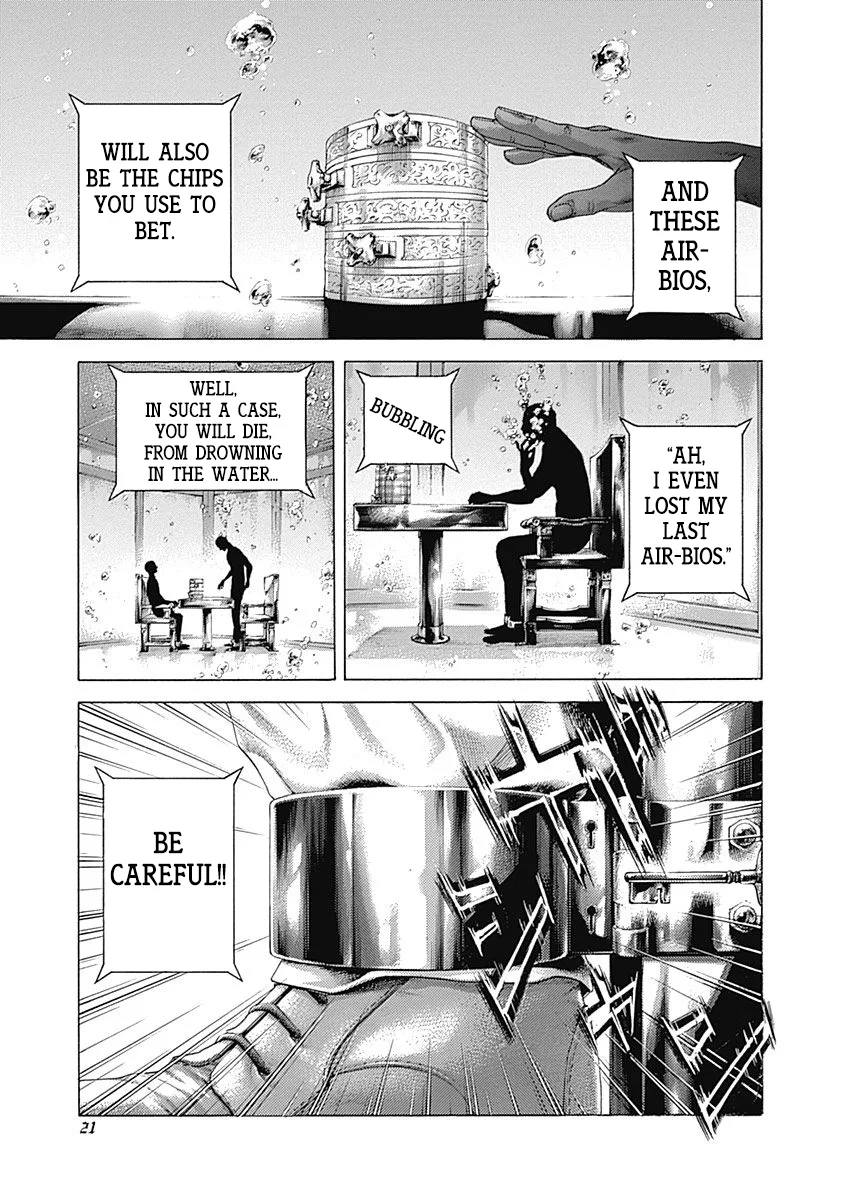 AND
THESE
AIR-
BIOS,
WILL ALSO
BE THE CHIPS
YOU USE TO
BET.
"AH,
I EVEN
LOST MY
LAST
AIR-BIOS."
BUBBLING
WELL,
IN SUCH A CASE,
YOU WILL DIE,
FROM DROWNING
IN THE WATER...
BE
CAREFUL!!
21